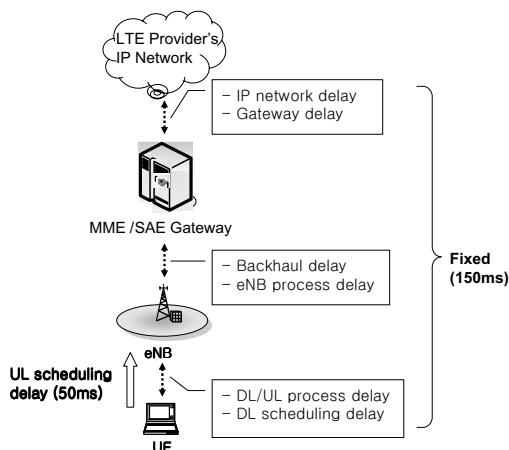 LTE Provider's
IP Network
– IP network delay
– Gateway delay
MME /SAE Gateway
– Backhaul delay
– eNB process delay
Fixed
(150ms)
eNB
UL scheduling
delay (50ms)
– DL/UL process delay
– DL scheduling delay
UE